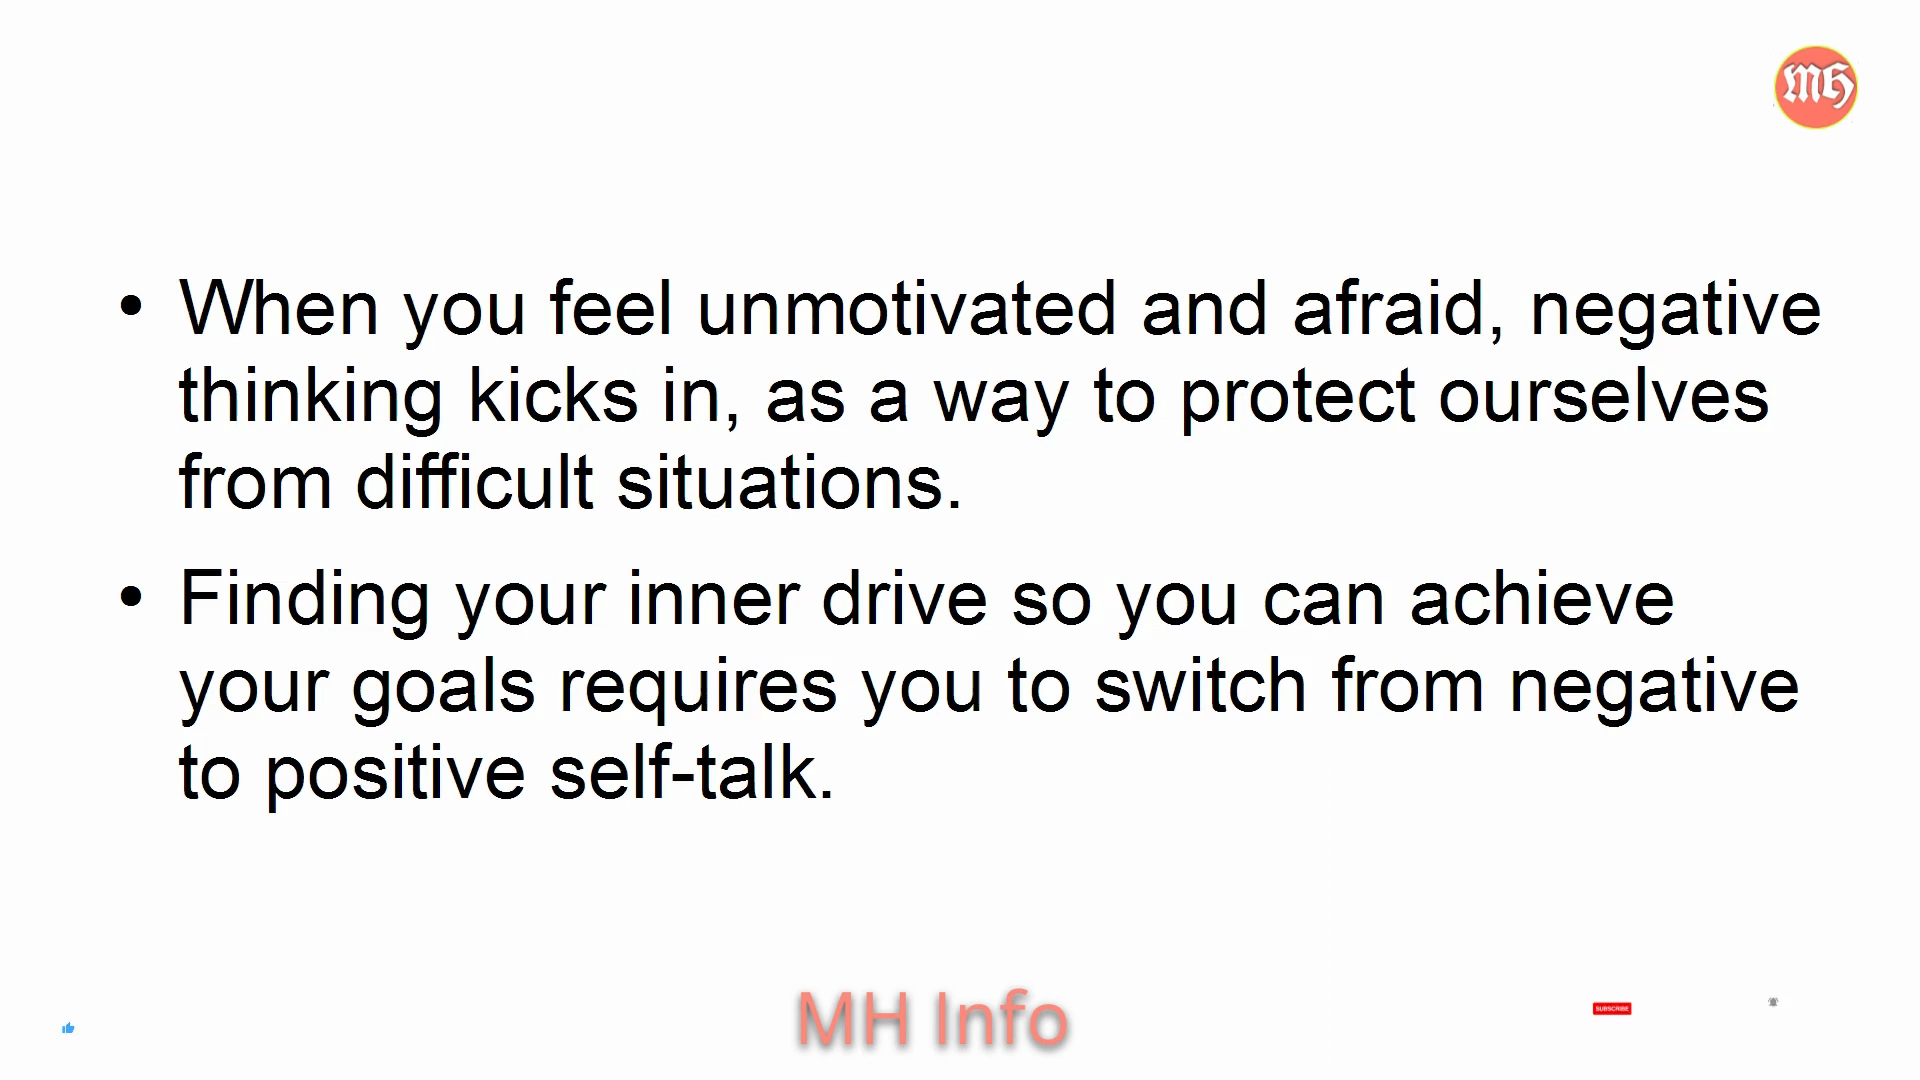 MH
• When you feel unmotivated and afraid, negative
thinking kicks in, as a way to protect ourselves
from difficult situations.
• Finding your inner drive so you can achieve
your goals requires you to switch from negative
to positive self-talk.
MH Info
SUBSCRIBE